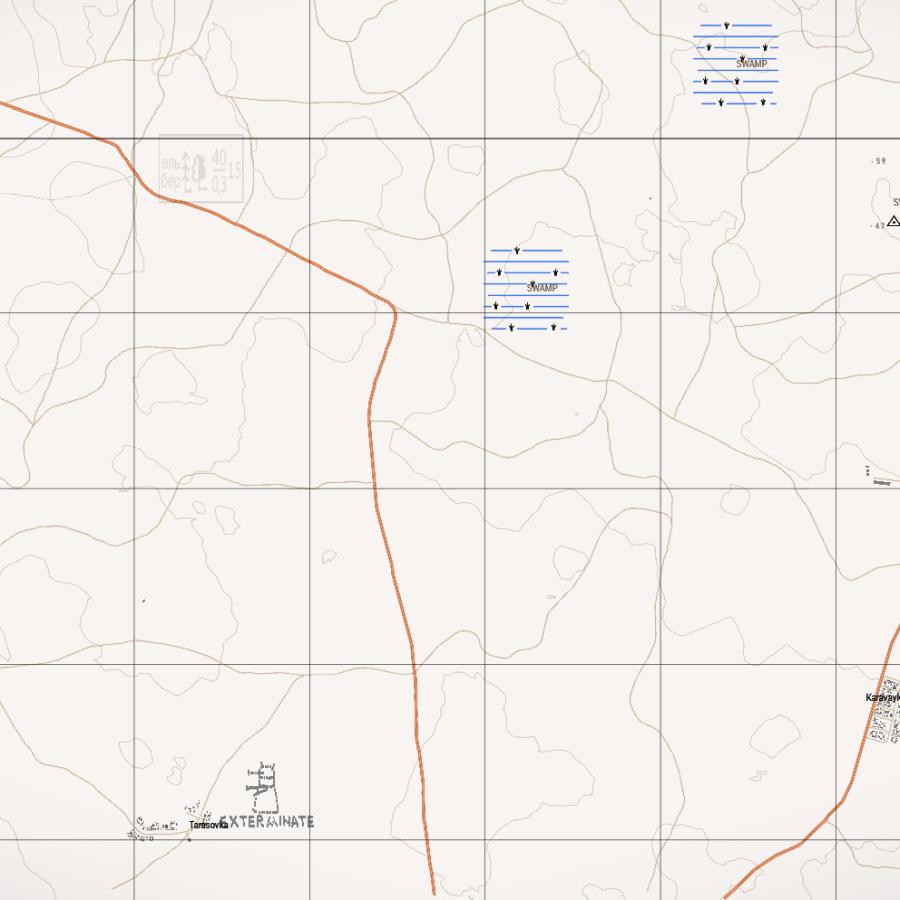 SWAMP
ель
бер
40
0,3
15
59
47
SWAMP
Karavayk
Tarasovka
EXTERMINATE